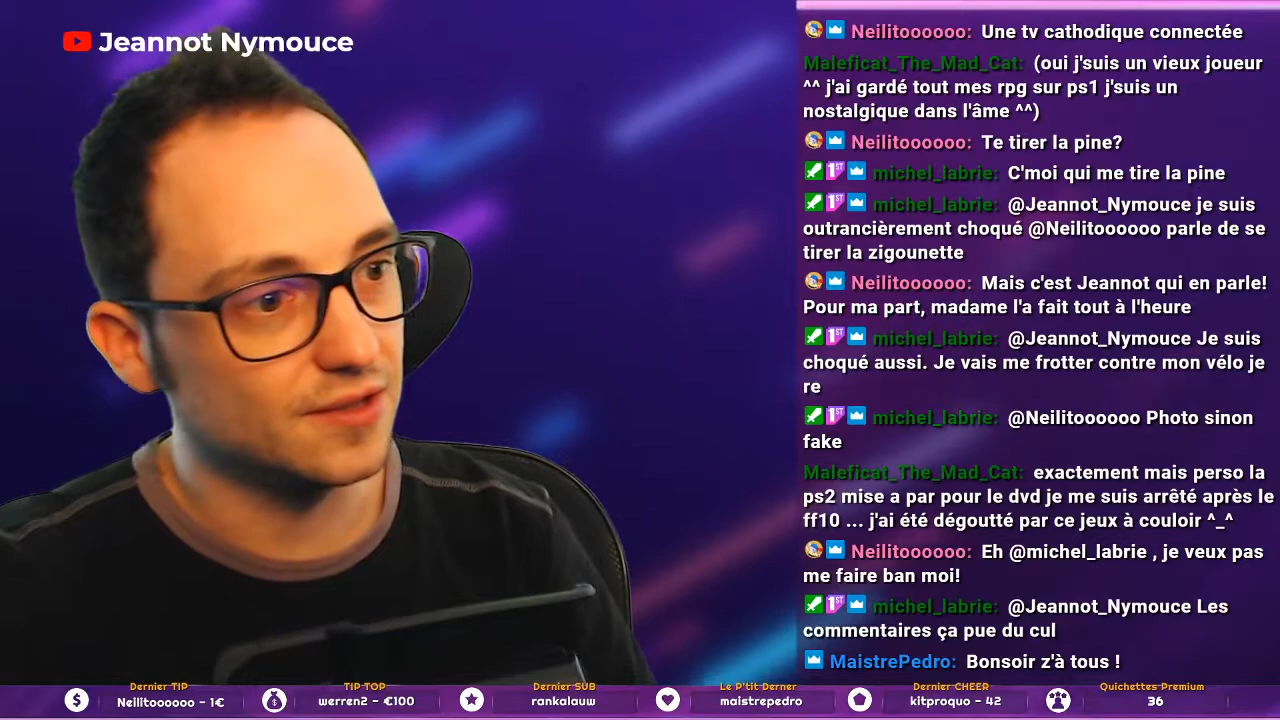 Jeannot Nymouce
Neilitoooooo: Une tv cathodique connectée
Maleficat_The_Mad_Cat: (oui j'suis un vieux joueur
^^ j'ai gardé tout mes rpg sur ps1 j'suis un
nostalgique dans l'âme ^^)
Neilitoooooo: Te tirer la pine?
1ST michel_labrie: C'moi qui me tire la pine
1ST michel_labrie: @Jeannot_Nymouce je suis
outrancièrement choqué @Neilitoooooo parle de se
tirer la zigounette
Neilitoooooo: Mais c'est Jeannot qui en parle!
Pour ma part, madame l'a fait tout à l'heure
1ST michel_labrie: @Jeannot_Nymouce Je suis
choqué aussi. Je vais me frotter contre mon vélo je
re
1ST michel_labrie: @Neilitoooooo Photo sinon
fake
Maleficat_The_Mad_Cat: exactement mais perso la
ps2 mise a par pour le dvd je me suis arrêté après le
ff10 ... j'ai été dégoutté par ce jeux à couloir ^_^
Neilitoooooo: Eh @michel_labrie , je veux pas
me faire ban moi!
1ST michel_labrie: @Jeannot_Nymouce Les
commentaires ça pue du cul
MaistrePedro: Bonsoir z'à tous !
Dernier TIP
Neilitoooooo - 1€
TIP TOP
werren2 - €100
Dernier SUB
rankalauw
Le P'tit Derner
maistrepedro
Dernier CHEER
kitproquo - 42
Quichettes Premium
36